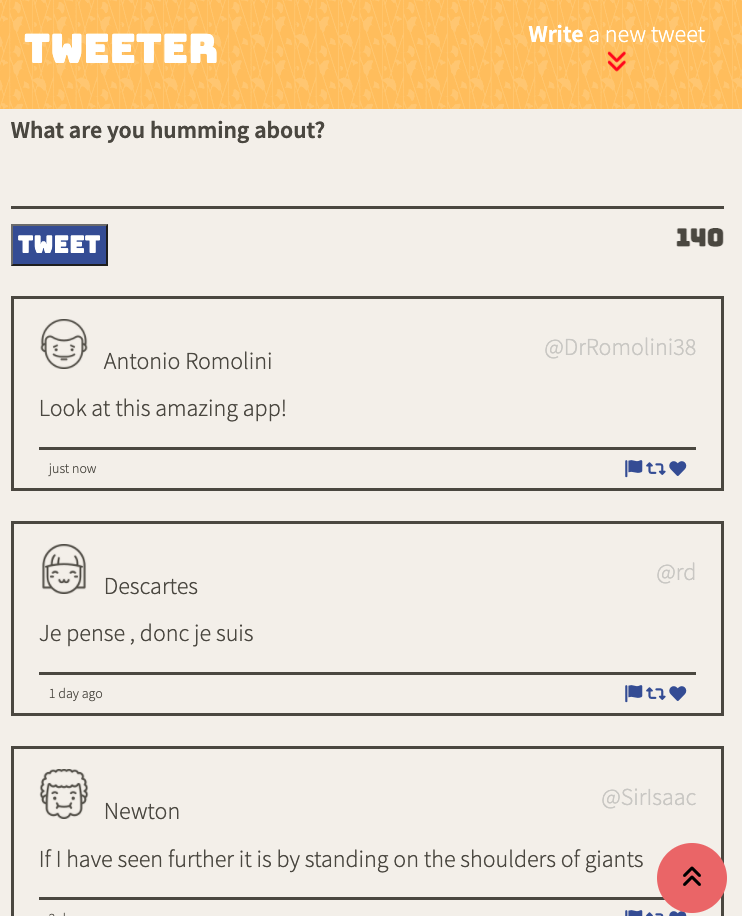 TWEETER
Write a new tweet
What are you humming about?
TWEET
140
Antonio Romolini
@DrRomolini38
Look at this amazing app!
just now
Descartes
@rd
Je pense , donc je suis
1 day ago
Newton
@SirIsaac
If I have seen further it is by standing on the shoulders of giants